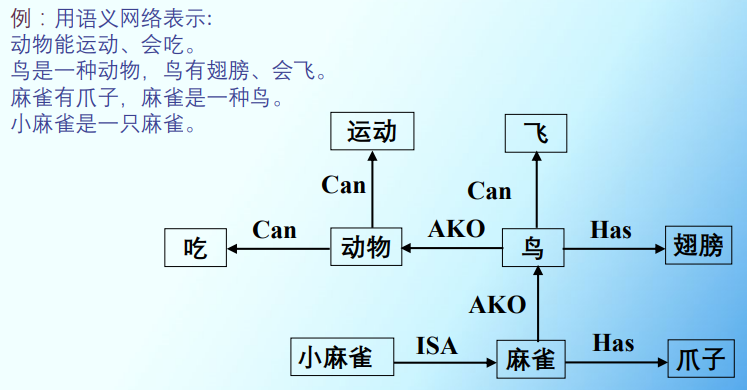 例：用语义网络表示:
动物能运动、会吃。
鸟是一种动物，鸟有翅膀、会飞。
麻雀有爪子，麻雀是一种鸟。
小麻雀是一只麻雀。
运动
飞
Can
Can
吃
Can
动物
AKO
鸟
Has
翅膀
AKO
小麻雀
ISA
麻雀
Has
爪子